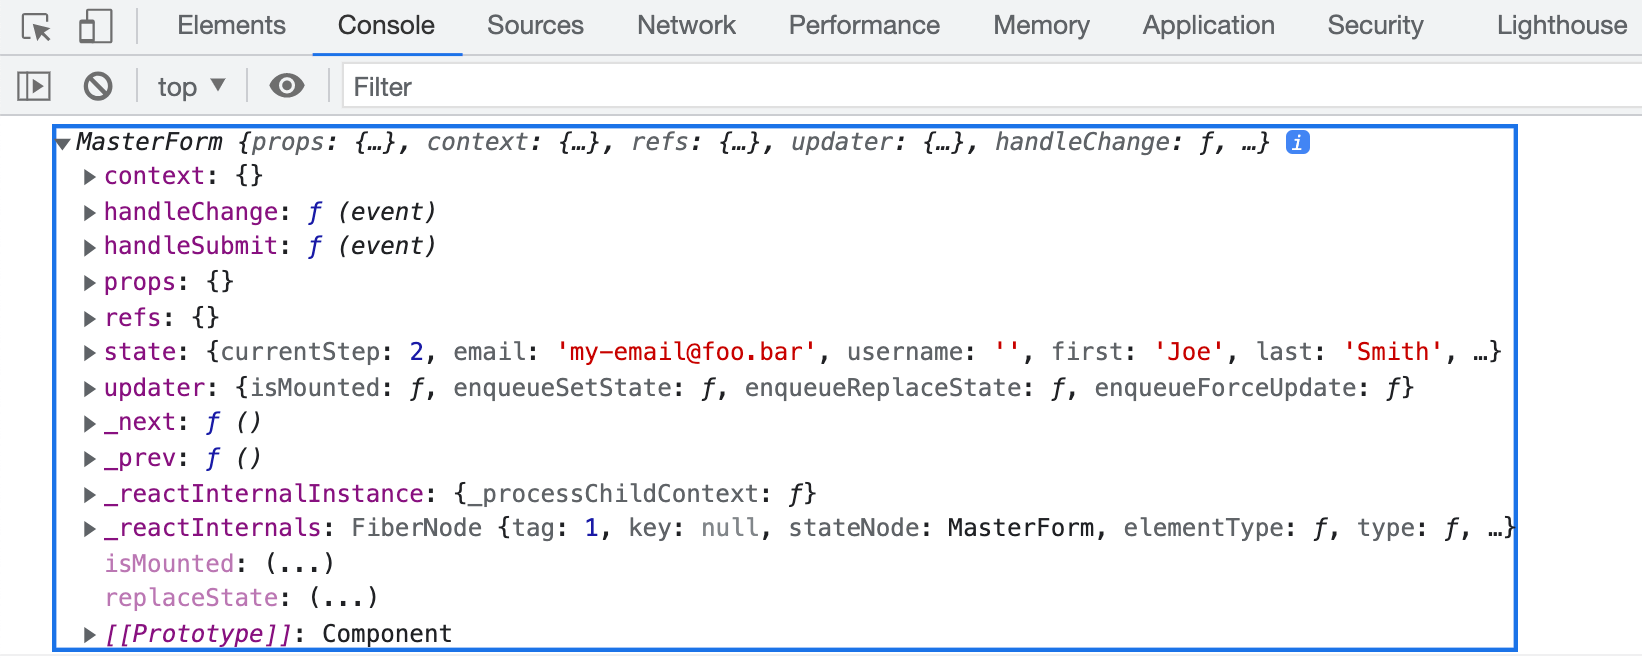 Elements Console Sources Network Performance Memory Application Security Lighthouse
top ▼ Filter
▼MasterForm {props: {…}, context: {…}, refs: {…}, updater: {…}, handleChange: ƒ, …} i
▶context: {}
▶handleChange: ƒ (event)
▶handleSubmit: ƒ (event)
▶props: {}
▶refs: {}
▶state: {currentStep: 2, email: 'my-email@foo.bar', username: '', first: 'Joe', last: 'Smith', …}
▶updater: {isMounted: ƒ, enqueueSetState: ƒ, enqueueReplaceState: ƒ, enqueueForceUpdate: ƒ}
▶_next: ƒ ()
▶_prev: ƒ ()
▶_reactInternalInstance: {_processChildContext: ƒ}
▶_reactInternals: FiberNode {tag: 1, key: null, stateNode: MasterForm, elementType: ƒ, type: ƒ, …}
isMounted: (...)
replaceState: (...)
▶[[Prototype]]: Component